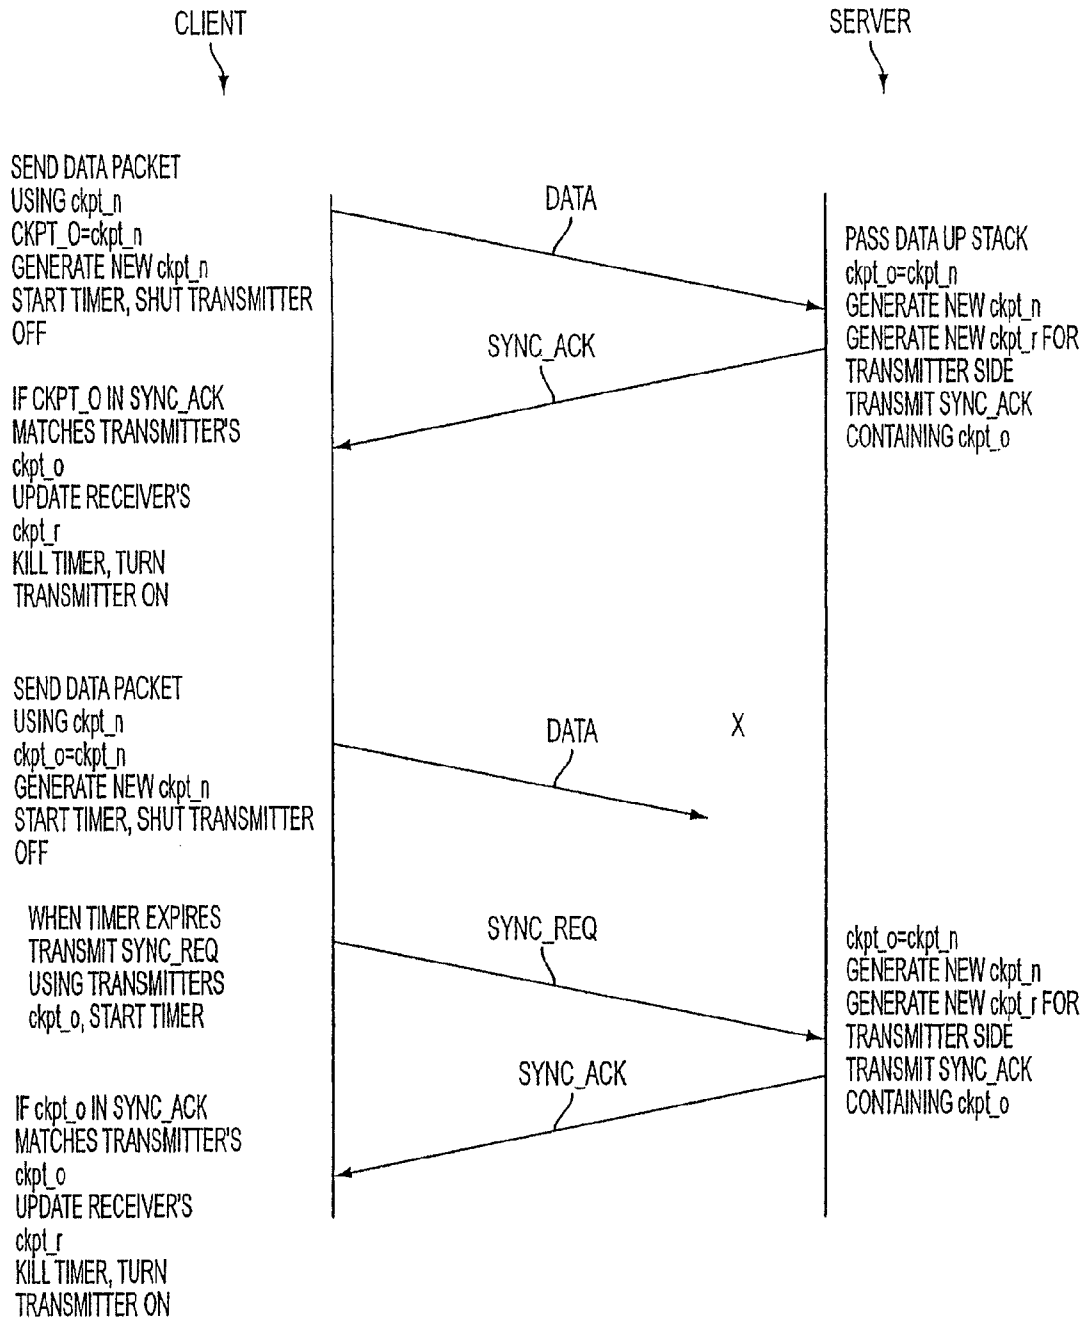 CLIENT
SERVER
SEND DATA PACKET
USING ckpt_n
CKPT_O=ckpt_n
GENERATE NEW ckpt_n
START TIMER, SHUT TRANSMITTER
OFF
DATA
PASS DATA UP STACK
ckpt_o=ckpt_n
GENERATE NEW ckpt_n
GENERATE NEW ckpt_r FOR
TRANSMITTER SIDE
TRANSMIT SYNC_ACK
CONTAINING ckpt_o
SYNC_ACK
IF CKPT_O IN SYNC_ACK
MATCHES TRANSMITTER'S
ckpt_o
UPDATE RECEIVER'S
ckpt_r
KILL TIMER, TURN
TRANSMITTER ON
SEND DATA PACKET
USING ckpt_n
ckpt_o=ckpt_n
GENERATE NEW ckpt_n
START TIMER, SHUT TRANSMITTER
OFF
DATA
X
WHEN TIMER EXPIRES
TRANSMIT SYNC_REQ
USING TRANSMITTERS
ckpt_o, START TIMER
SYNC_REQ
ckpt_o=ckpt_n
GENERATE NEW ckpt_n
GENERATE NEW ckpt_r FOR
TRANSMITTER SIDE
TRANSMIT SYNC_ACK
CONTAINING ckpt_o
SYNC_ACK
IF ckpt_o IN SYNC_ACK
MATCHES TRANSMITTER'S
ckpt_o
UPDATE RECEIVER'S
ckpt_r
KILL TIMER, TURN
TRANSMITTER ON